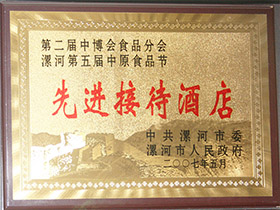 第二届中博会食品分会
漯河第五届中原食品节
先进接待酒店
中共漯河市委
漯河市人民政府
二〇〇七年五月